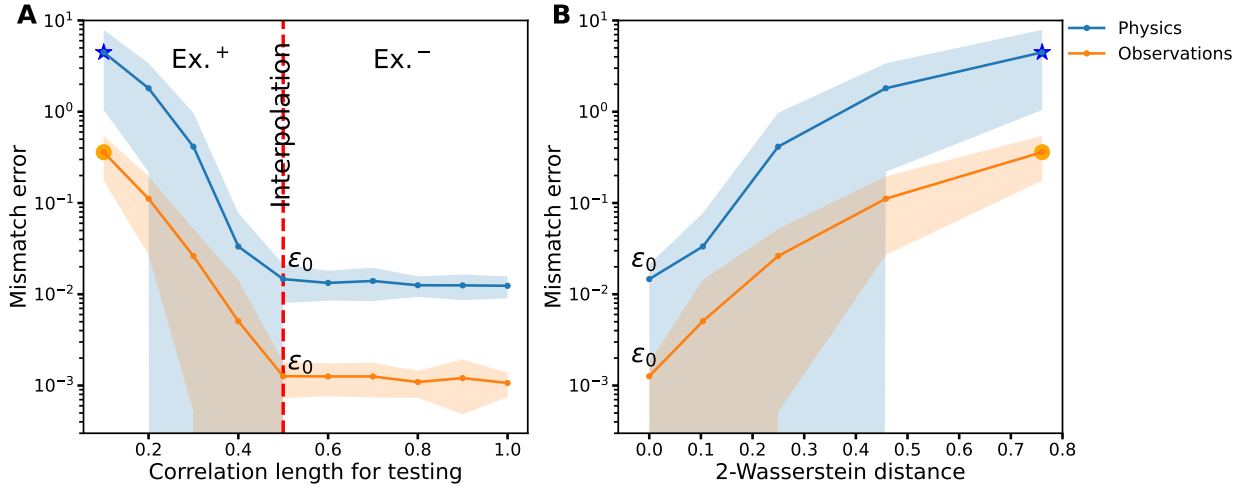 A
Mismatch error
10¹
10⁰
10⁻¹
10⁻²
10⁻³
Ex.⁺
Ex.⁻
Interpolation
ε₀
ε₀
0.2
0.4
0.6
0.8
1.0
Correlation length for testing
B
Mismatch error
10¹
10⁰
10⁻¹
10⁻²
10⁻³
ε₀
ε₀
0.0
0.1
0.2
0.3
0.4
0.5
0.6
0.7
0.8
2-Wasserstein distance
Physics
Observations